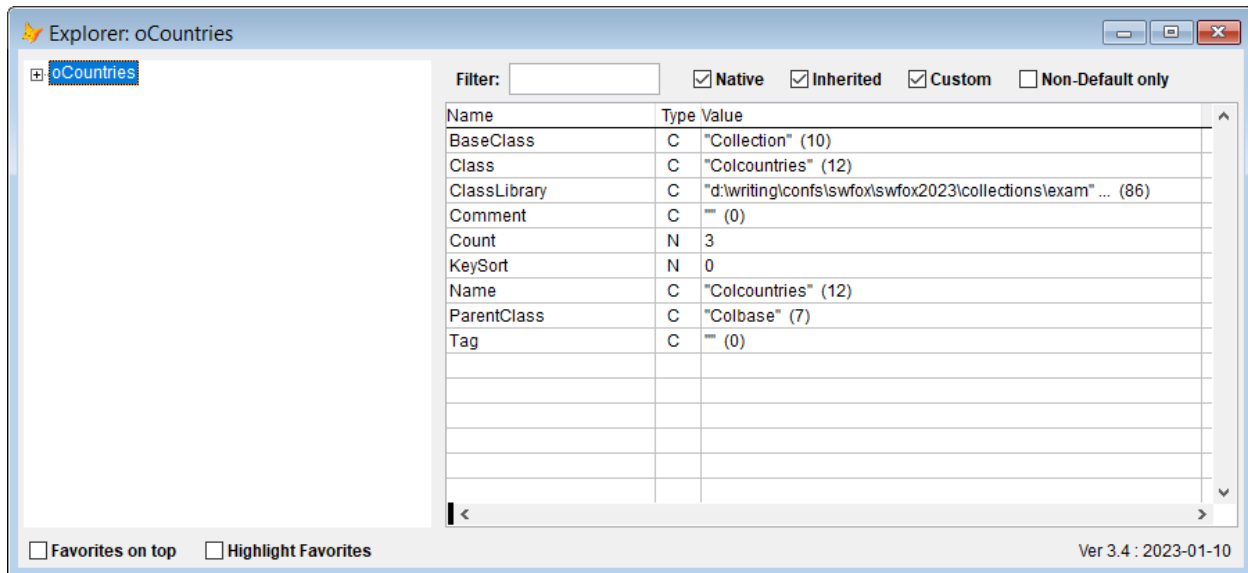 Explorer: oCountries
oCountries
Filter: Native Inherited Custom Non-Default only
Name Type Value
BaseClass C "Collection" (10)
Class C "Colcountries" (12)
ClassLibrary C "d:\writing\confs\swfox\swfox2023\collections\exam" ... (86)
Comment C "" (0)
Count N 3
KeySort N 0
Name C "Colcountries" (12)
ParentClass C "Colbase" (7)
Tag C "" (0)
Favorites on top Highlight Favorites Ver 3.4 : 2023-01-10